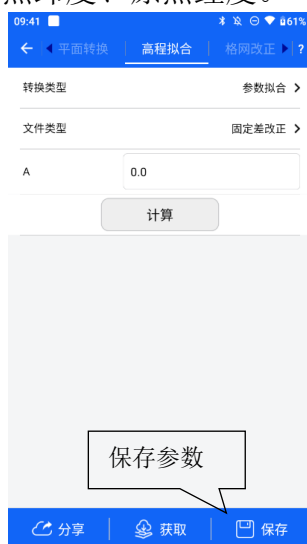 原点纬度、原点经度。
09:41 61%
平面转换 高程拟合 格网改正 ?
转换类型 参数拟合
文件类型 固定差改正
A 0.0
计算
保存参数
分享 获取 保存